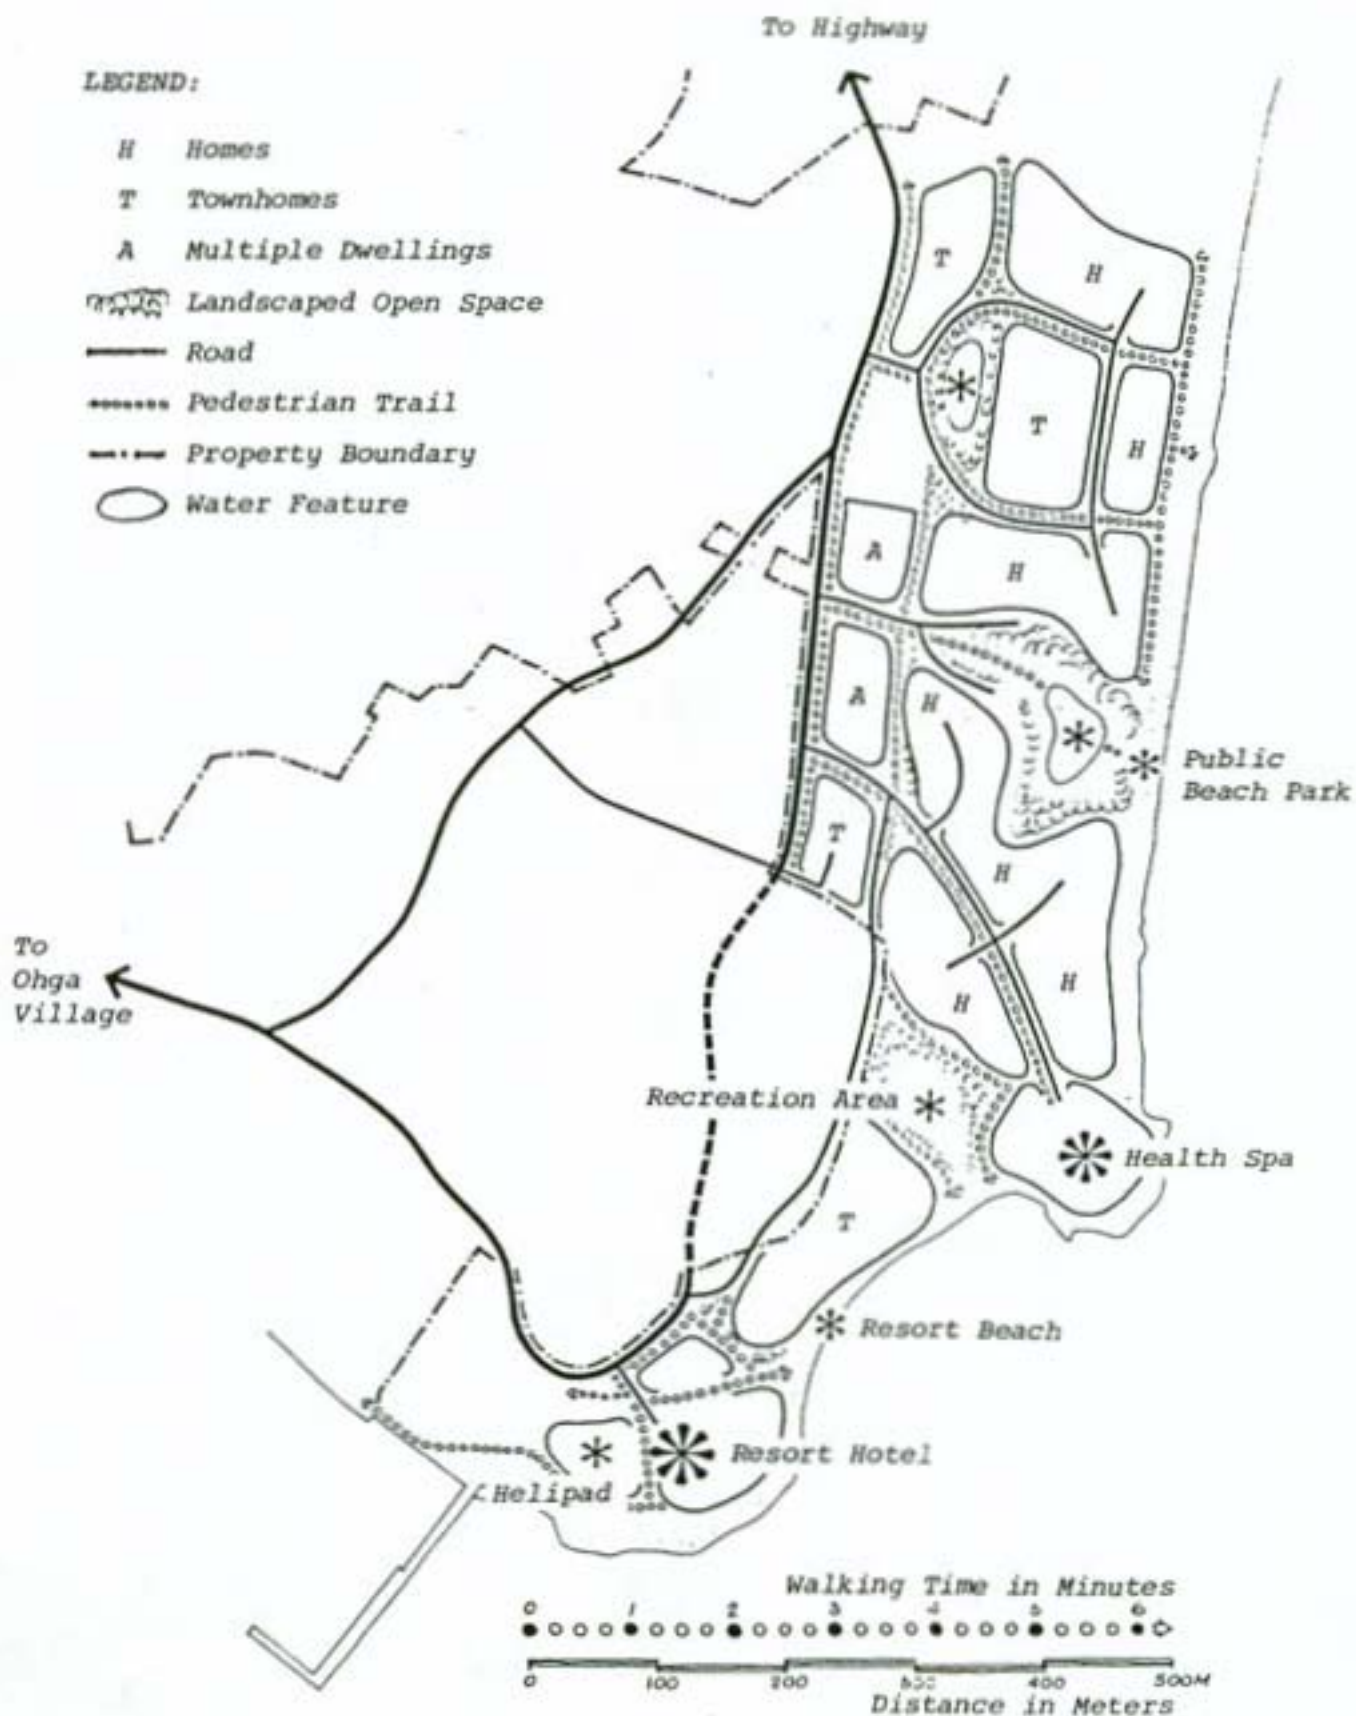 To Highway
LEGEND:
H Homes
T Townhomes
A Multiple Dwellings
Landscaped Open Space
Road
Pedestrian Trail
Property Boundary
Water Feature
T
H
T
H
A
H
A
H
Public
Beach Park
T
H
To
Ohga
Village
H
H
Recreation Area
Health Spa
T
Resort Beach
Resort Hotel
Helipad
Walking Time in Minutes
0 1 2 3 4 5 6
0 100 200 400 500M
Distance in Meters